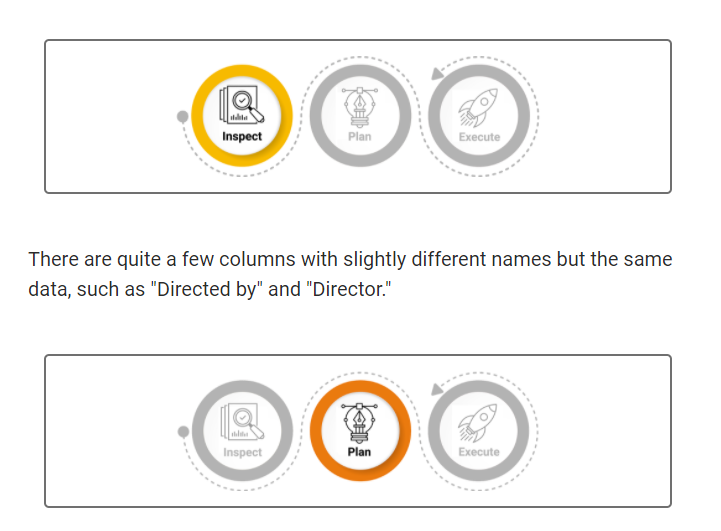 Inspect Plan Execute
There are quite a few columns with slightly different names but the same
data, such as "Directed by" and "Director."
Inspect Plan Execute